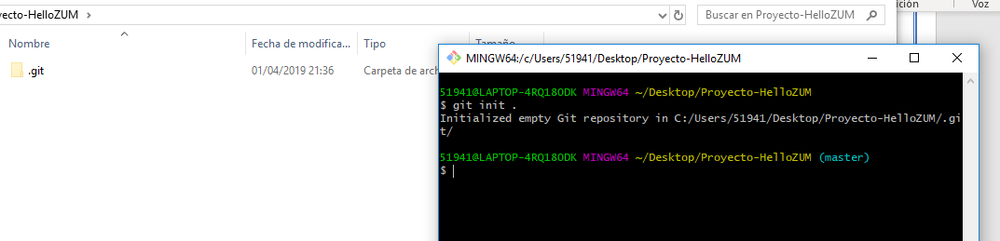 yecto-HelloZUM
Buscar en Proyecto-HelloZUM
ición
Voz
Nombre
Fecha de modifica...
Tipo
Tamaño
.git
01/04/2019 21:36
Carpeta de arch
MINGW64:/c/Users/51941/Desktop/Proyecto-HelloZUM
51941@LAPTOP-4RQ18ODK MINGW64 ~/Desktop/Proyecto-HelloZUM
$ git init .
Initialized empty Git repository in C:/Users/51941/Desktop/Proyecto-HelloZUM/.gi
t/
51941@LAPTOP-4RQ18ODK MINGW64 ~/Desktop/Proyecto-HelloZUM (master)
$